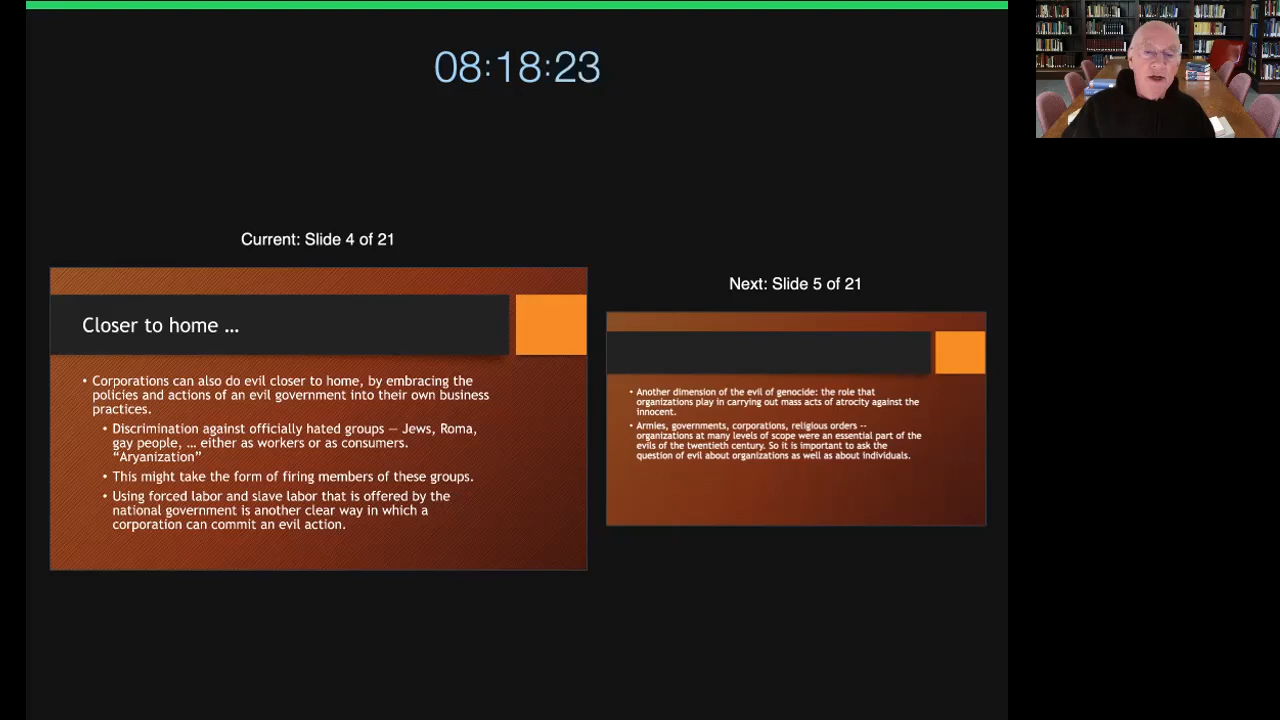 08:18:23
Current: Slide 4 of 21
Closer to home …
• Corporations can also do evil closer to home, by embracing the
policies and actions of an evil government into their own business
practices.
• Discrimination against officially hated groups — Jews, Roma,
gay people, … either as workers or as consumers.
“Aryanization”
• This might take the form of firing members of these groups.
• Using forced labor and slave labor that is offered by the
national government is another clear way in which a
corporation can commit an evil action.
Next: Slide 5 of 21
• Another dimension of the evil of genocide: the role that
organizations play in carrying out mass acts of atrocity against the
innocent.
• Armies, governments, corporations, religious orders --
organizations at many levels of scope were an essential part of the
evils of the twentieth century. So it is important to ask the
question of evil about organizations as well as about individuals.